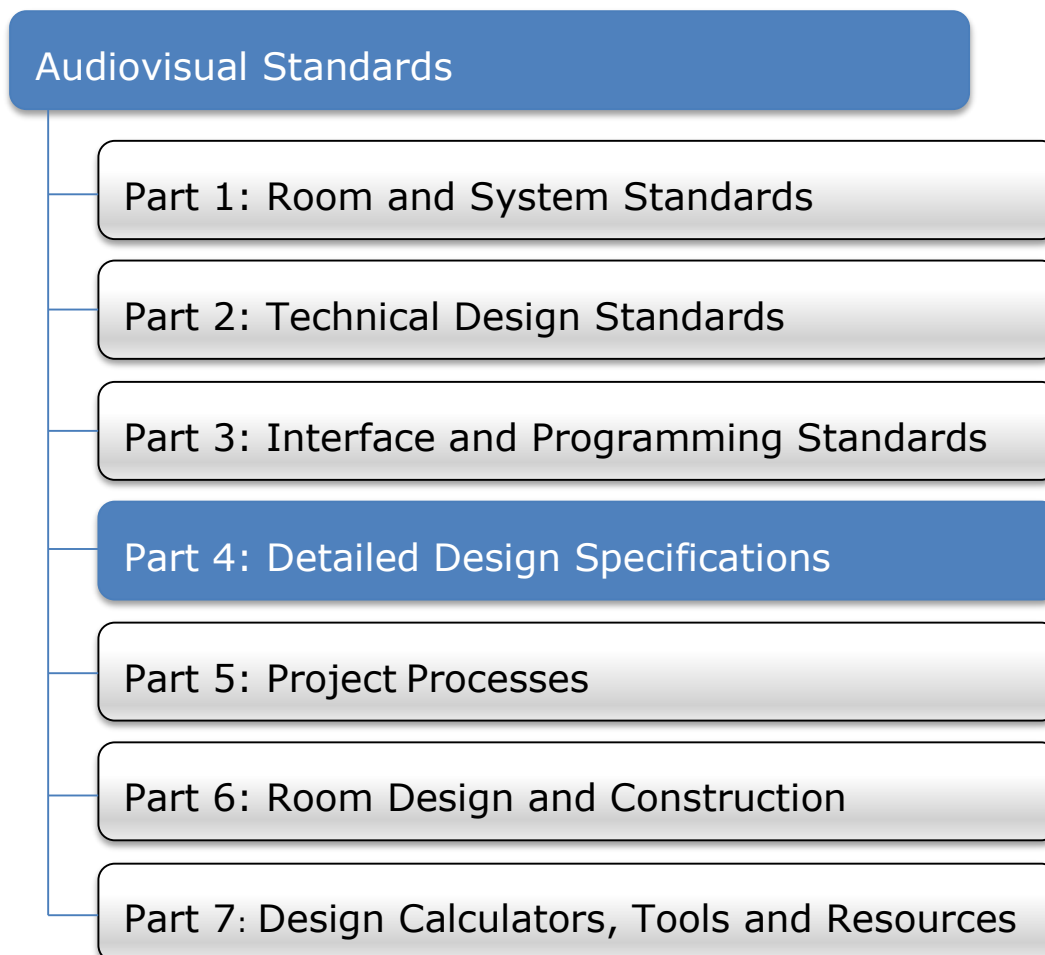 Audiovisual Standards
Part 1: Room and System Standards
Part 2: Technical Design Standards
Part 3: Interface and Programming Standards
Part 4: Detailed Design Specifications
Part 5: Project Processes
Part 6: Room Design and Construction
Part 7: Design Calculators, Tools and Resources